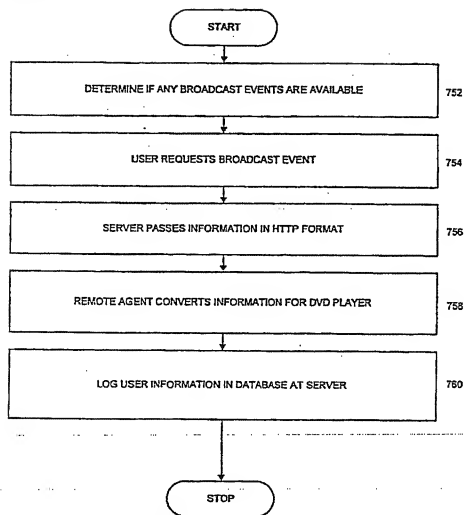 START
DETERMINE IF ANY BROADCAST EVENTS ARE AVAILABLE
752
USER REQUESTS BROADCAST EVENT
754
SERVER PASSES INFORMATION IN HTTP FORMAT
756
REMOTE AGENT CONVERTS INFORMATION FOR DVD PLAYER
758
LOG USER INFORMATION IN DATABASE AT SERVER
760
STOP